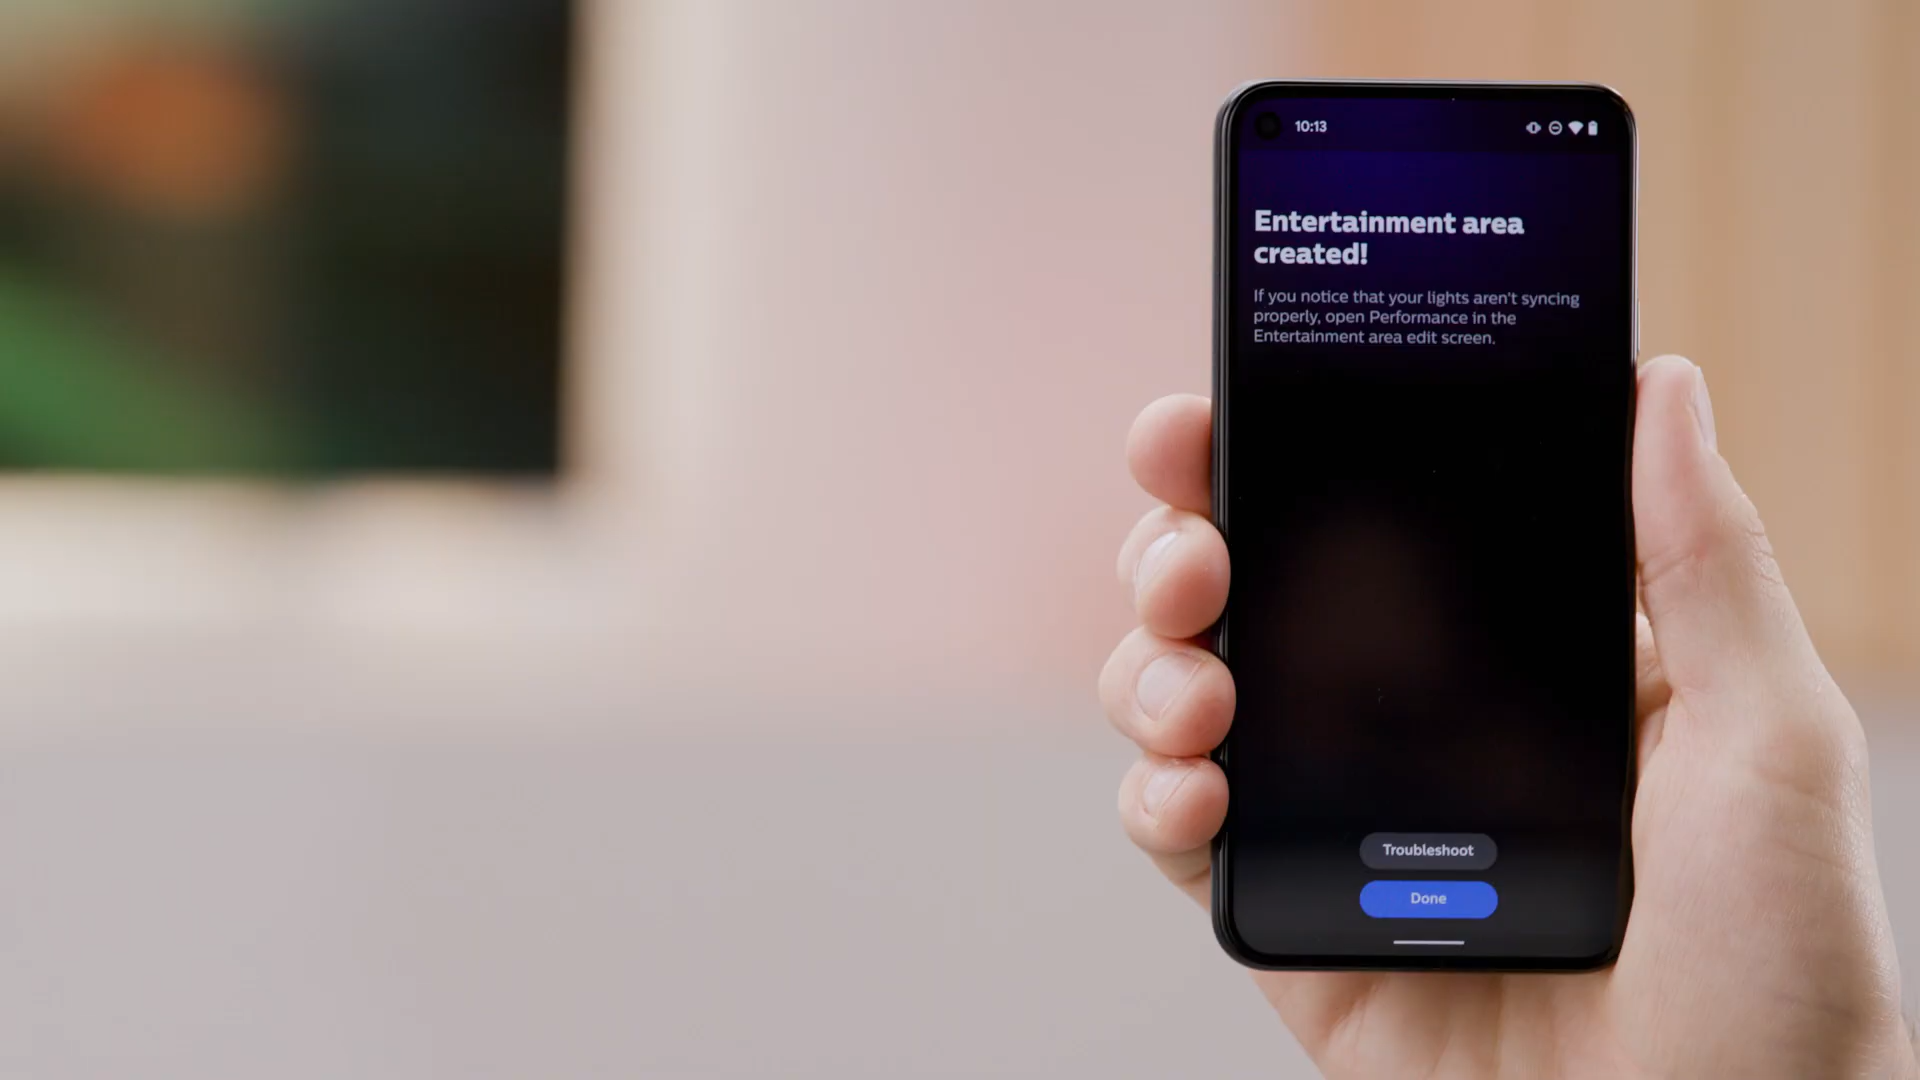 10:13
Entertainment area
created!
If you notice that your lights aren't syncing
properly, open Performance in the
Entertainment area edit screen.
Troubleshoot
Done